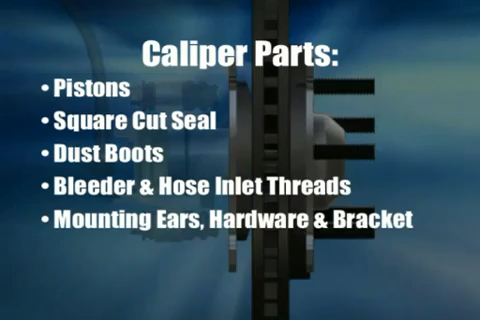 Caliper Parts:
• Pistons
• Square Cut Seal
• Dust Boots
• Bleeder & Hose Inlet Threads
• Mounting Ears, Hardware & Bracket